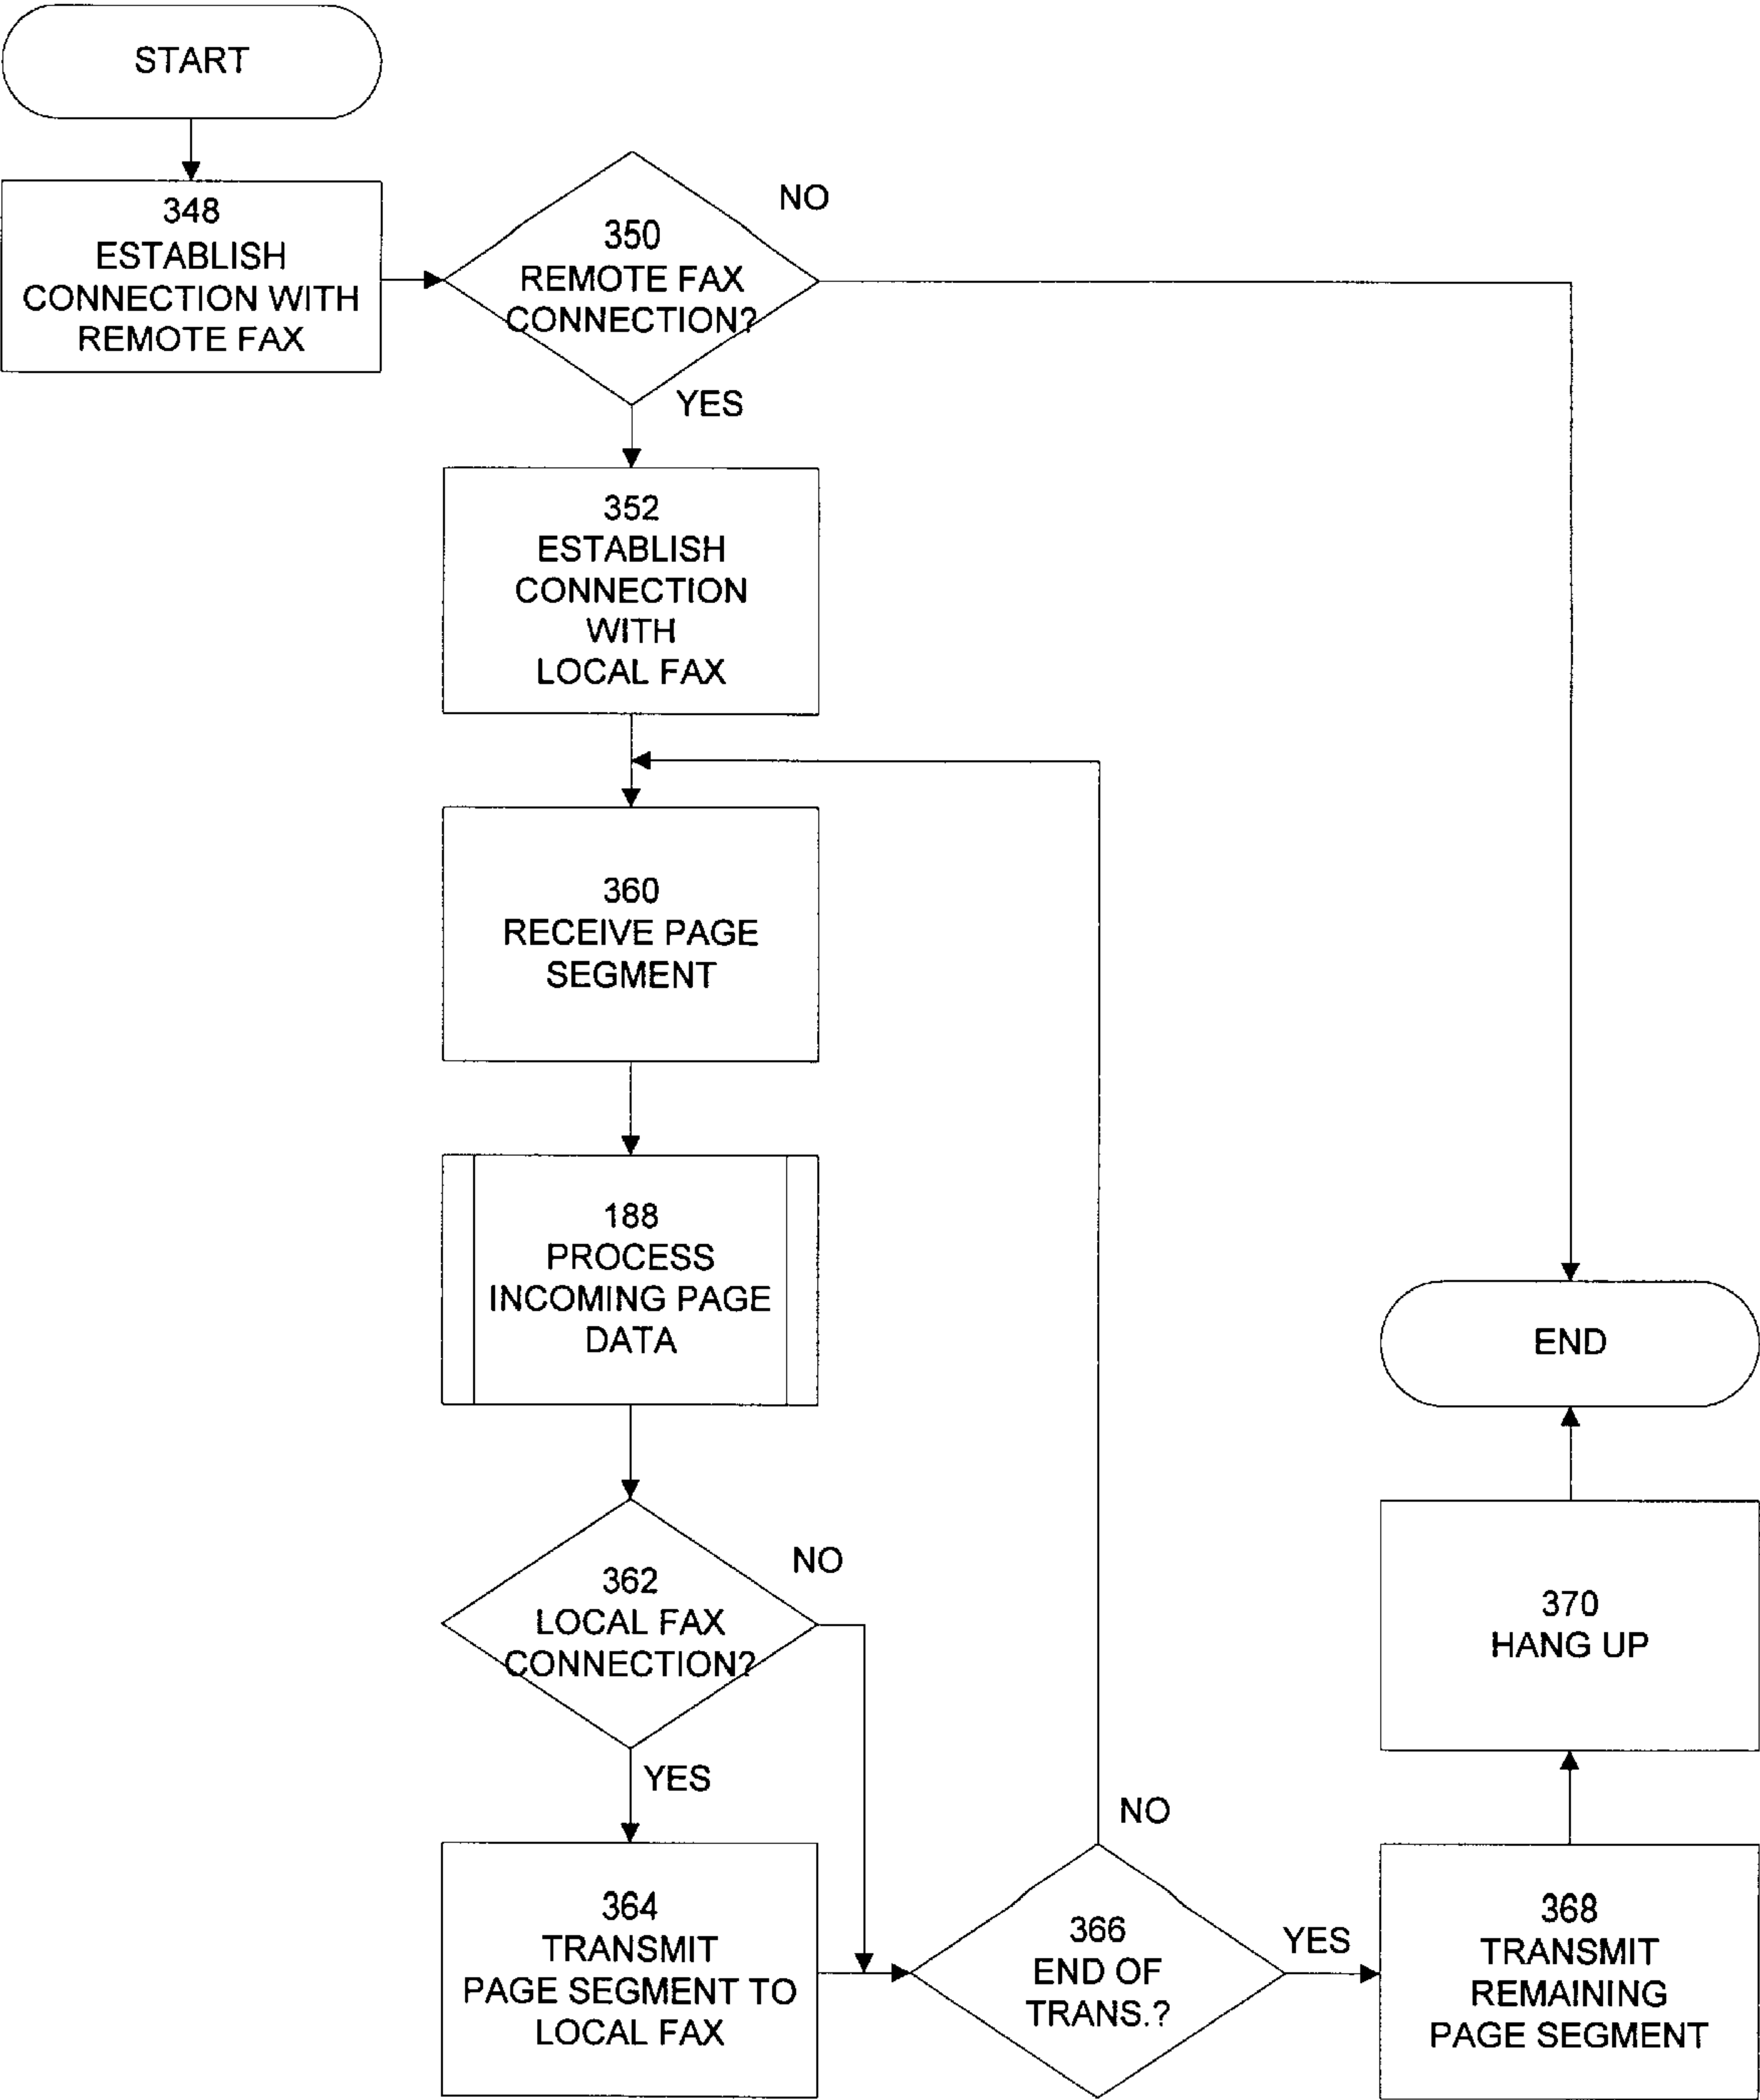 START
348
ESTABLISH
CONNECTION WITH
REMOTE FAX
350
REMOTE FAX
CONNECTION?
NO
YES
352
ESTABLISH
CONNECTION
WITH
LOCAL FAX
360
RECEIVE PAGE
SEGMENT
188
PROCESS
INCOMING PAGE
DATA
362
LOCAL FAX
CONNECTION?
NO
YES
364
TRANSMIT
PAGE SEGMENT TO
LOCAL FAX
366
END OF
TRANS.?
NO
YES
368
TRANSMIT
REMAINING
PAGE SEGMENT
370
HANG UP
END